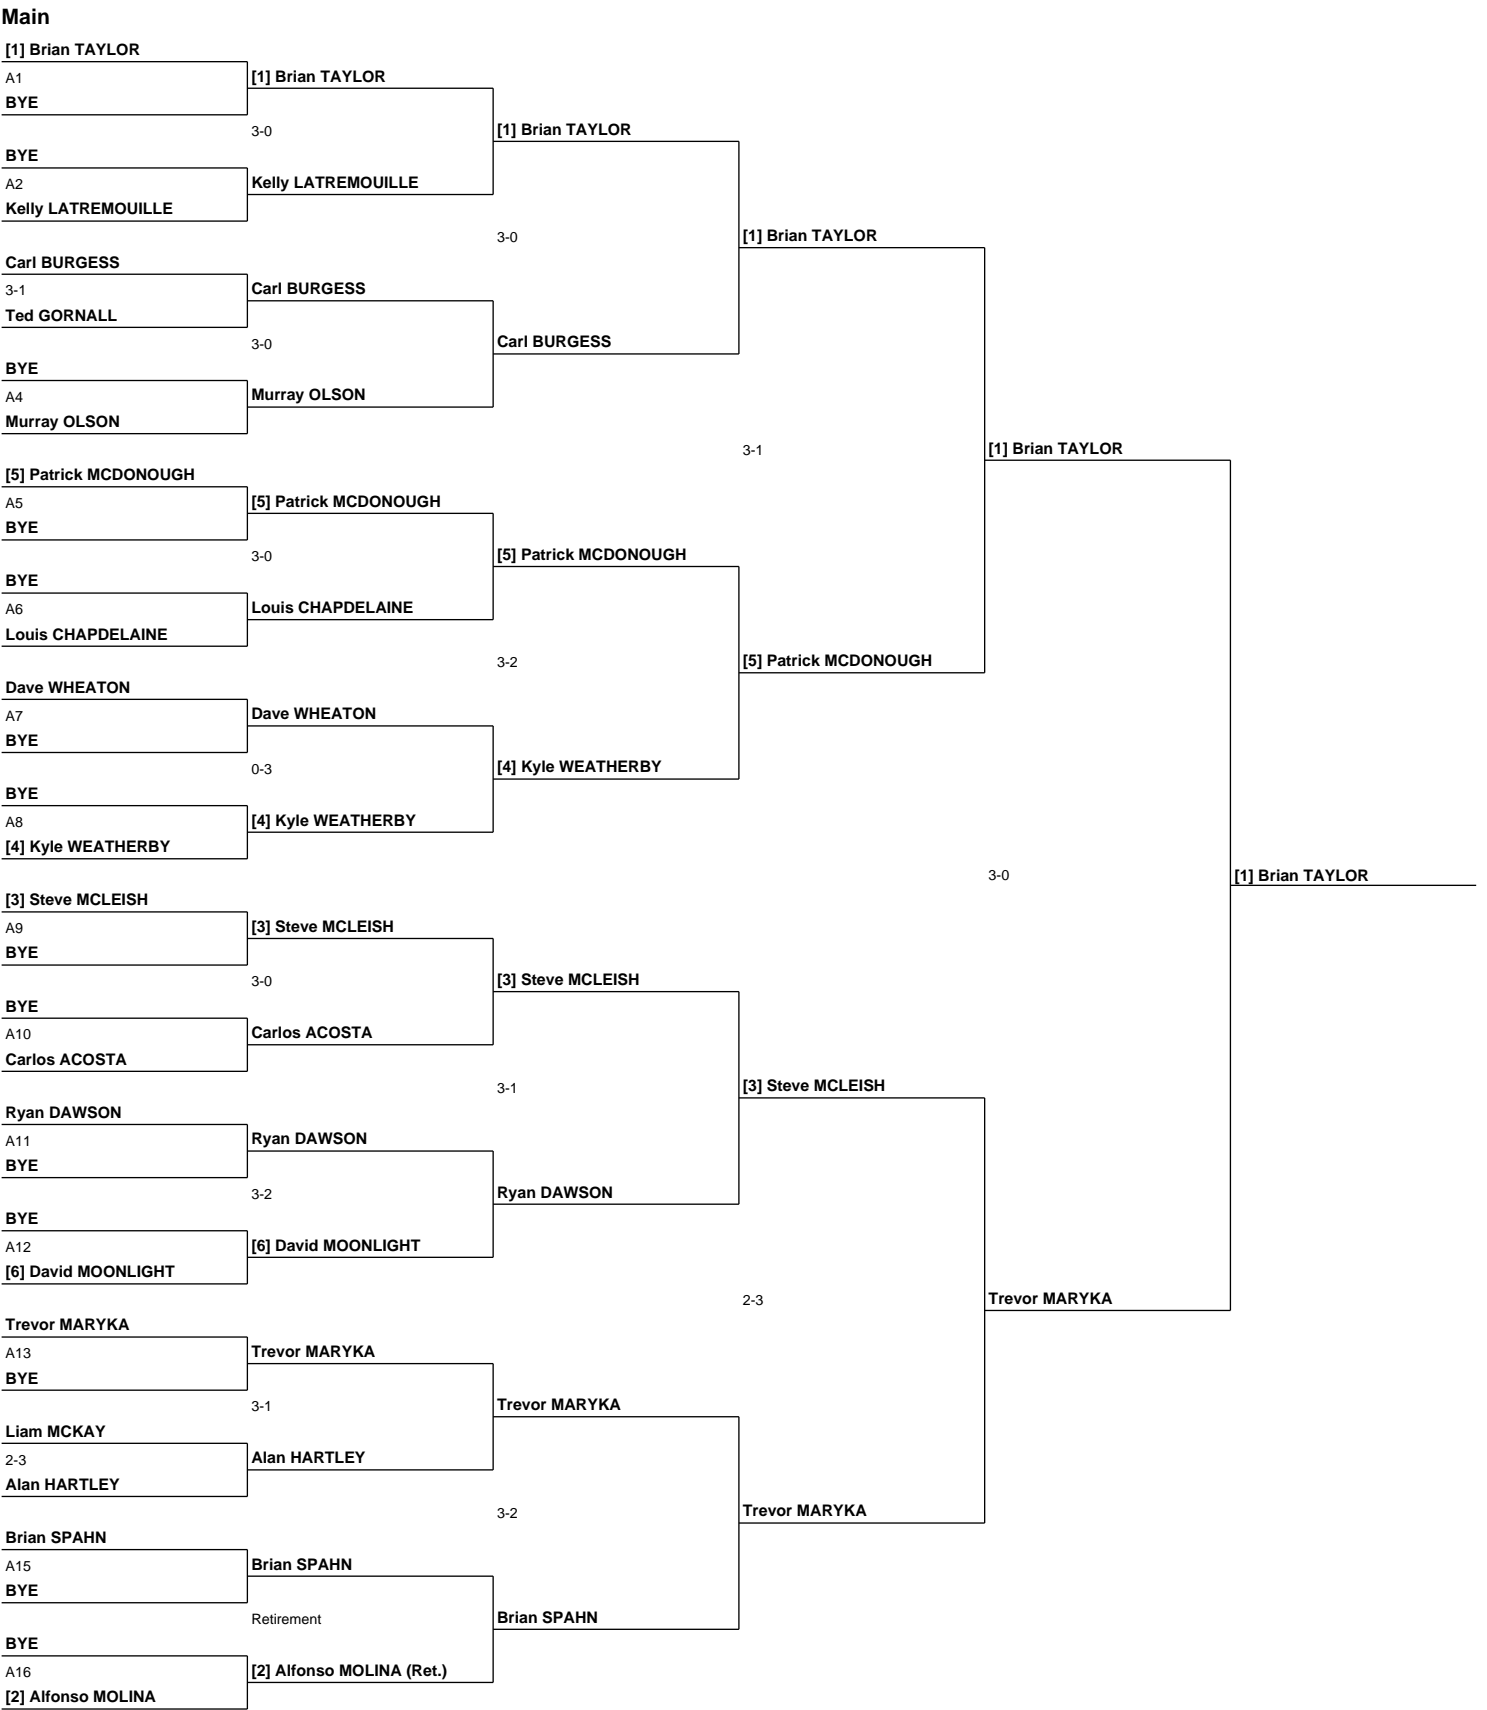 Main
[1] Brian TAYLOR
A1
[1] Brian TAYLOR
BYE
3-0
[1] Brian TAYLOR
BYE
A2
Kelly LATREMOUILLE
Kelly LATREMOUILLE
3-0
[1] Brian TAYLOR
Carl BURGESS
3-1
Carl BURGESS
Ted GORNALL
3-0
Carl BURGESS
BYE
A4
Murray OLSON
Murray OLSON
3-1
[1] Brian TAYLOR
[5] Patrick MCDONOUGH
A5
[5] Patrick MCDONOUGH
BYE
3-0
[5] Patrick MCDONOUGH
BYE
A6
Louis CHAPDELAINE
Louis CHAPDELAINE
3-2
[5] Patrick MCDONOUGH
Dave WHEATON
A7
Dave WHEATON
BYE
0-3
[4] Kyle WEATHERBY
BYE
A8
[4] Kyle WEATHERBY
[4] Kyle WEATHERBY
3-0
[1] Brian TAYLOR
[3] Steve MCLEISH
A9
[3] Steve MCLEISH
BYE
3-0
[3] Steve MCLEISH
BYE
A10
Carlos ACOSTA
Carlos ACOSTA
3-1
[3] Steve MCLEISH
Ryan DAWSON
A11
Ryan DAWSON
BYE
3-2
Ryan DAWSON
BYE
A12
[6] David MOONLIGHT
[6] David MOONLIGHT
2-3
Trevor MARYKA
Trevor MARYKA
A13
Trevor MARYKA
BYE
3-1
Trevor MARYKA
Liam MCKAY
2-3
Alan HARTLEY
Alan HARTLEY
3-2
Trevor MARYKA
Brian SPAHN
A15
Brian SPAHN
BYE
Retirement
Brian SPAHN
BYE
A16
[2] Alfonso MOLINA (Ret.)
[2] Alfonso MOLINA